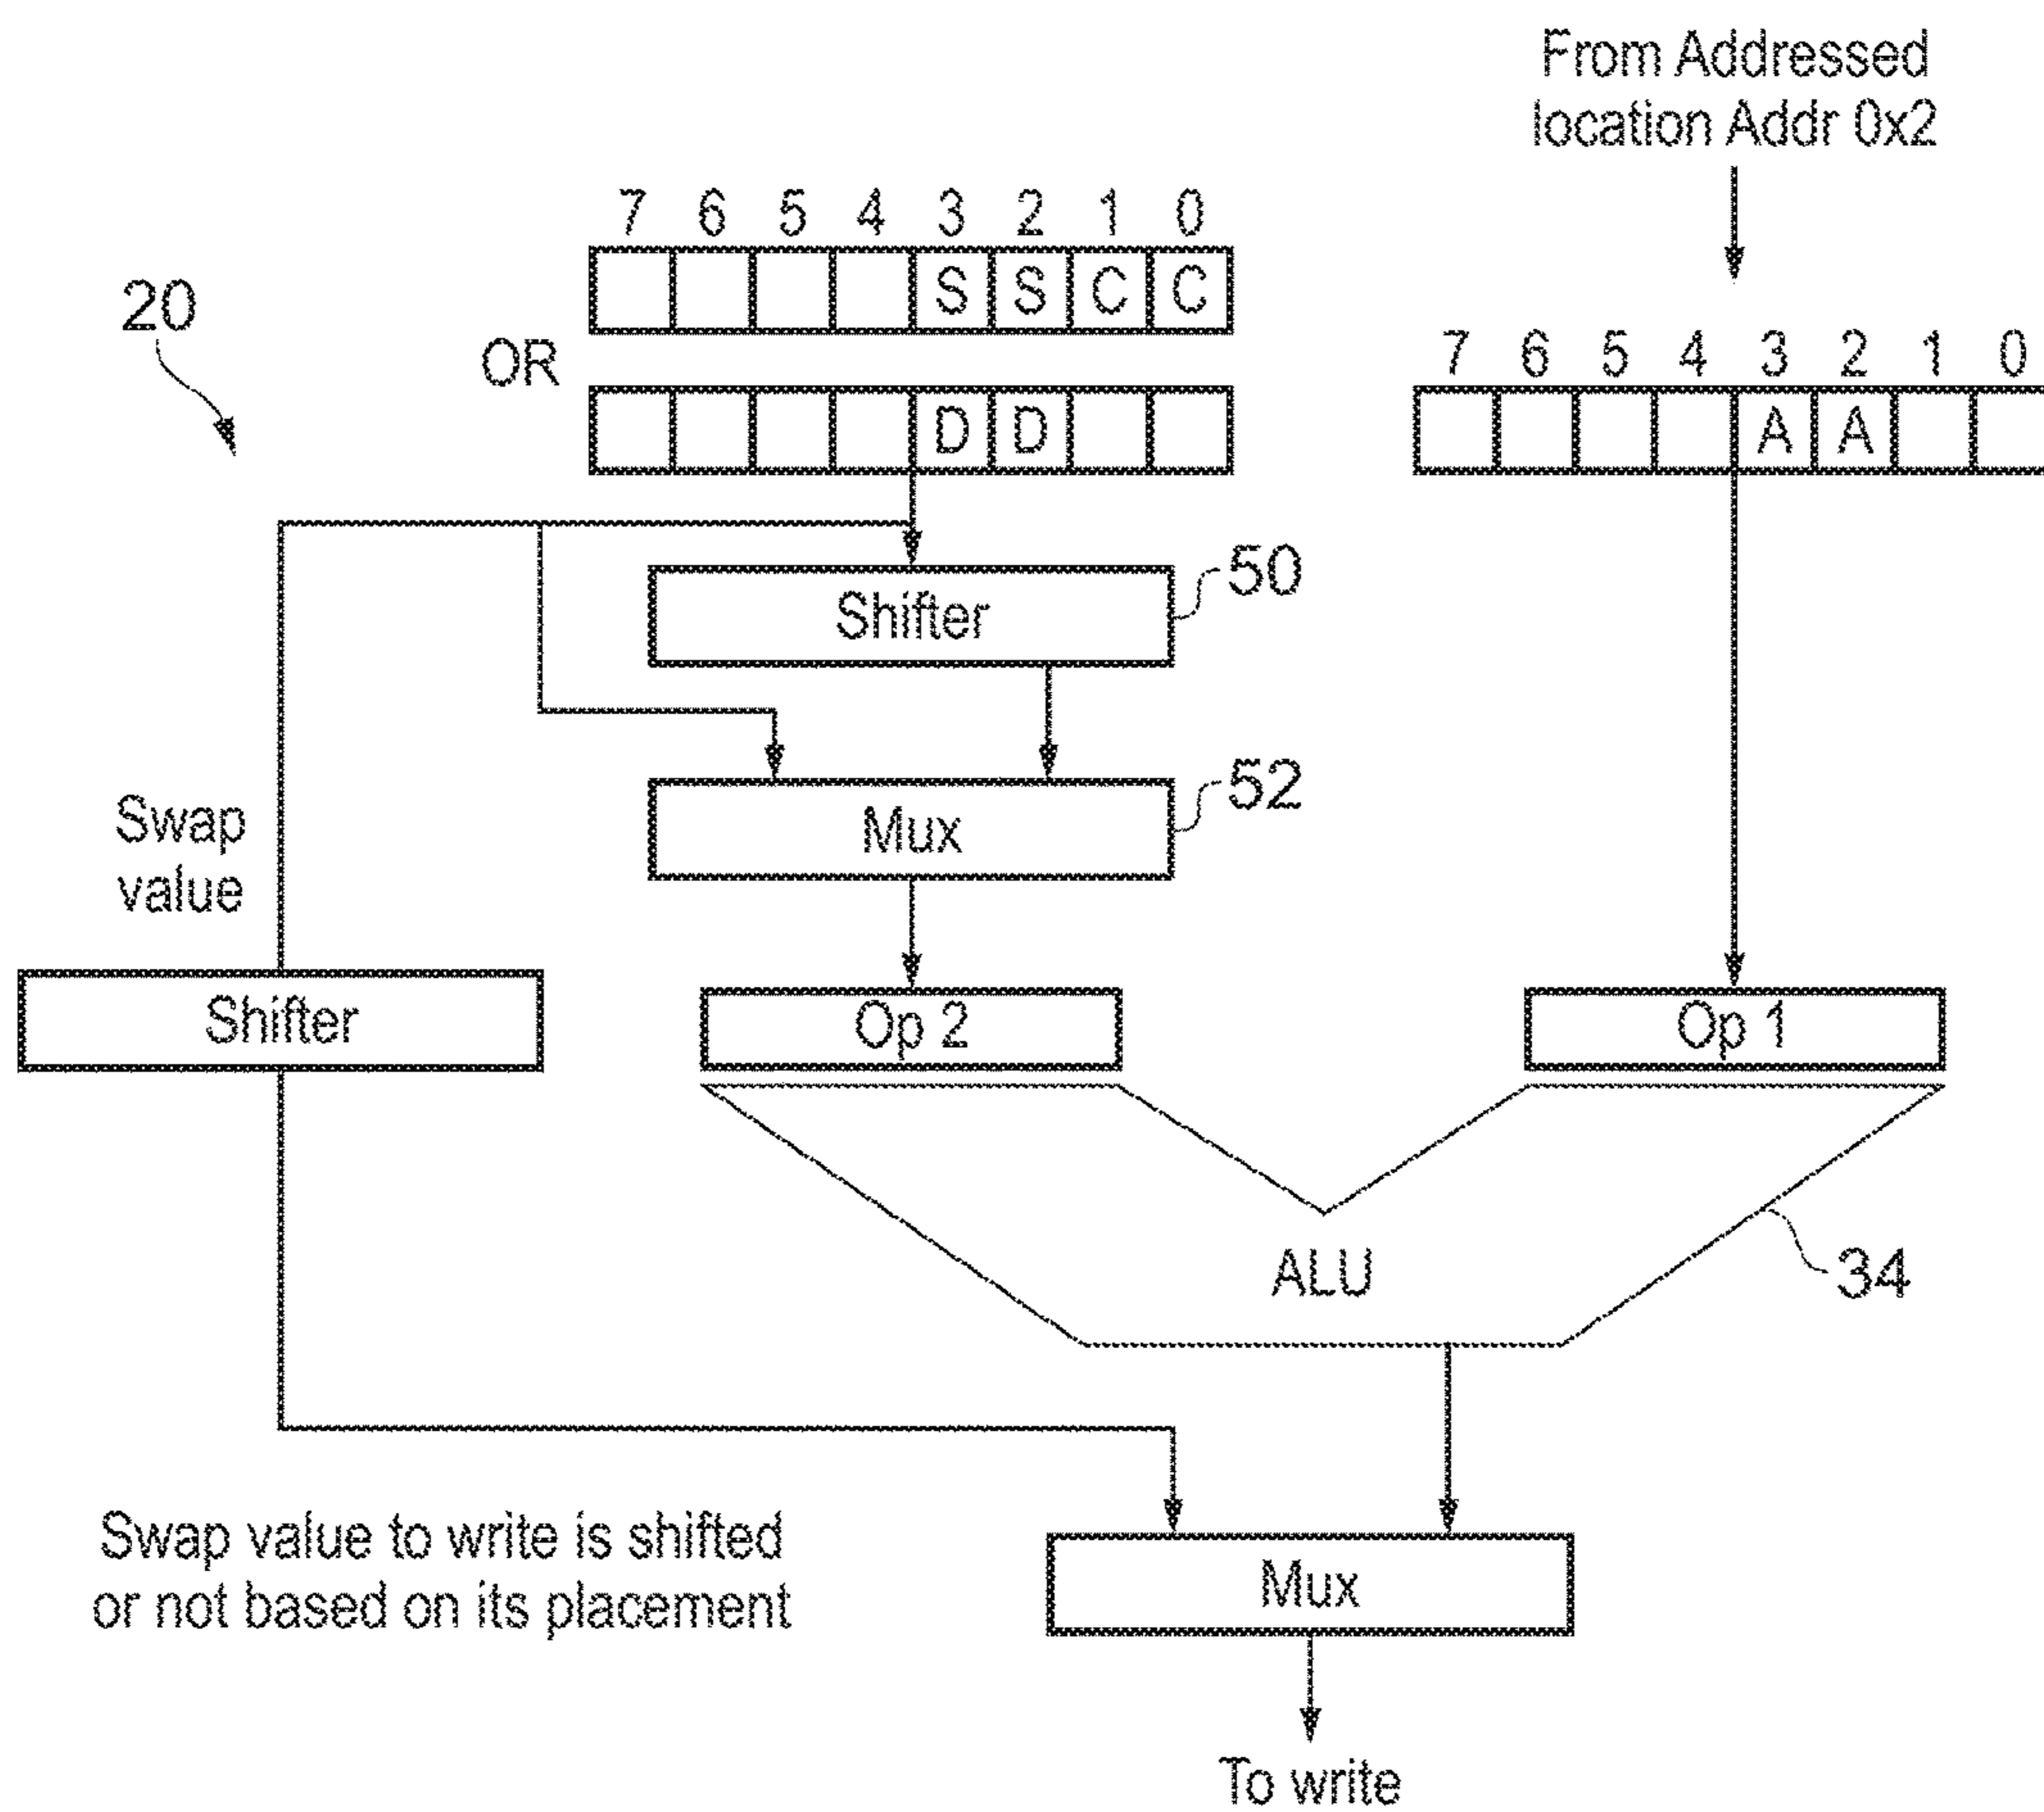 From Addressed
location Addr 0x2
7 6 5 4 3 2 1 0
S S C C
20
OR
7 6 5 4 3 2 1 0
D D
A A
50
Shifter
52
Mux
Swap
value
Shifter
Op 2
Op 1
ALU
34
Swap value to write is shifted
or not based on its placement
Mux
To write